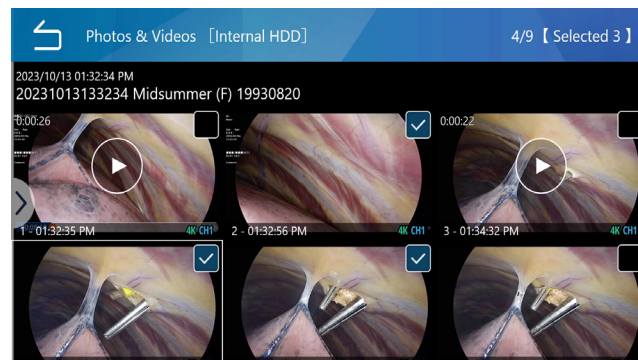 Photos & Videos [Internal HDD] 4/9 【 Selected 3 】
2023/10/13 01:32:34 PM
20231013133234 Midsummer (F) 19930820
0:00:26 0:00:22
1 - 01:32:35 PM 4K CH1 2 - 01:32:56 PM 4K CH1 3 - 01:34:32 PM 4K CH1